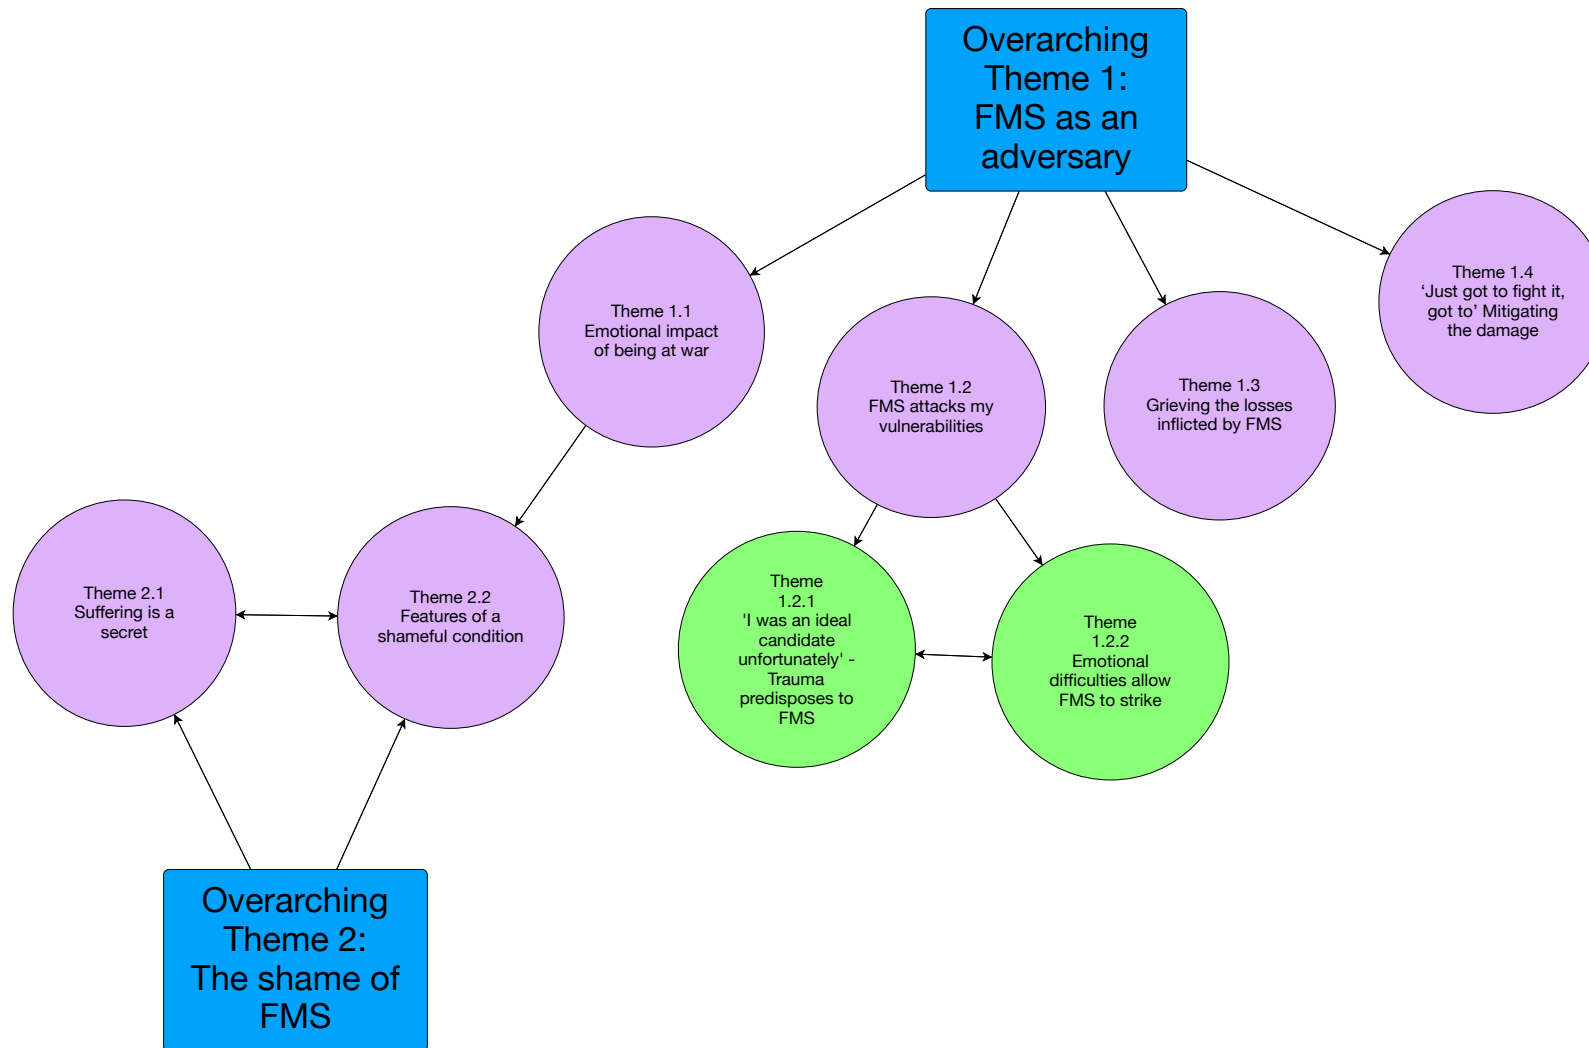 Overarching
Theme 1:
FMS as an
adversary
Theme 1.1
Emotional impact
of being at war
Theme 1.2
FMS attacks my
vulnerabilities
Theme 1.3
Grieving the losses
inflicted by FMS
Theme 1.4
‘Just got to fight it,
got to’ Mitigating
the damage
Theme 2.1
Suffering is a
secret
Theme 2.2
Features of a
shameful condition
Theme
1.2.1
'I was an ideal
candidate
unfortunately' -
Trauma
predisposes to
FMS
Theme
1.2.2
Emotional
difficulties allow
FMS to strike
Overarching
Theme 2:
The shame of
FMS